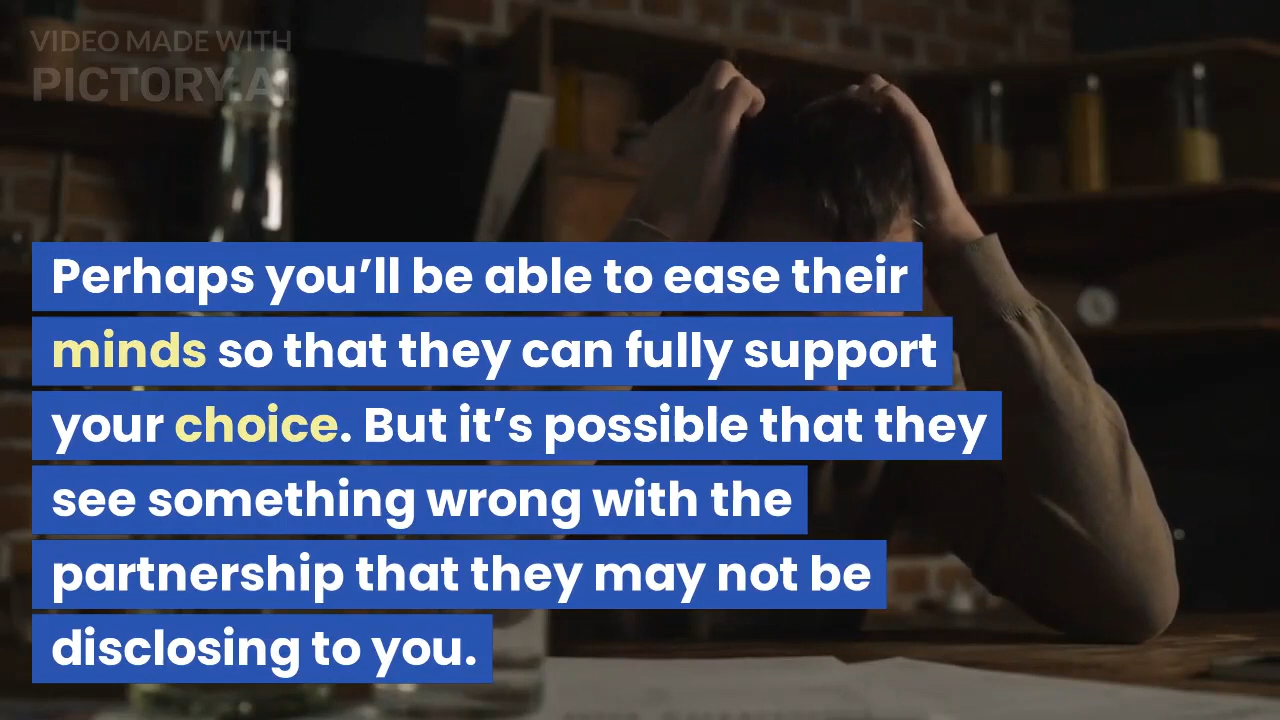 VIDEO MADE WITH
PICTORY.AI
Perhaps you’ll be able to ease their
minds so that they can fully support
your choice. But it’s possible that they
see something wrong with the
partnership that they may not be
disclosing to you.